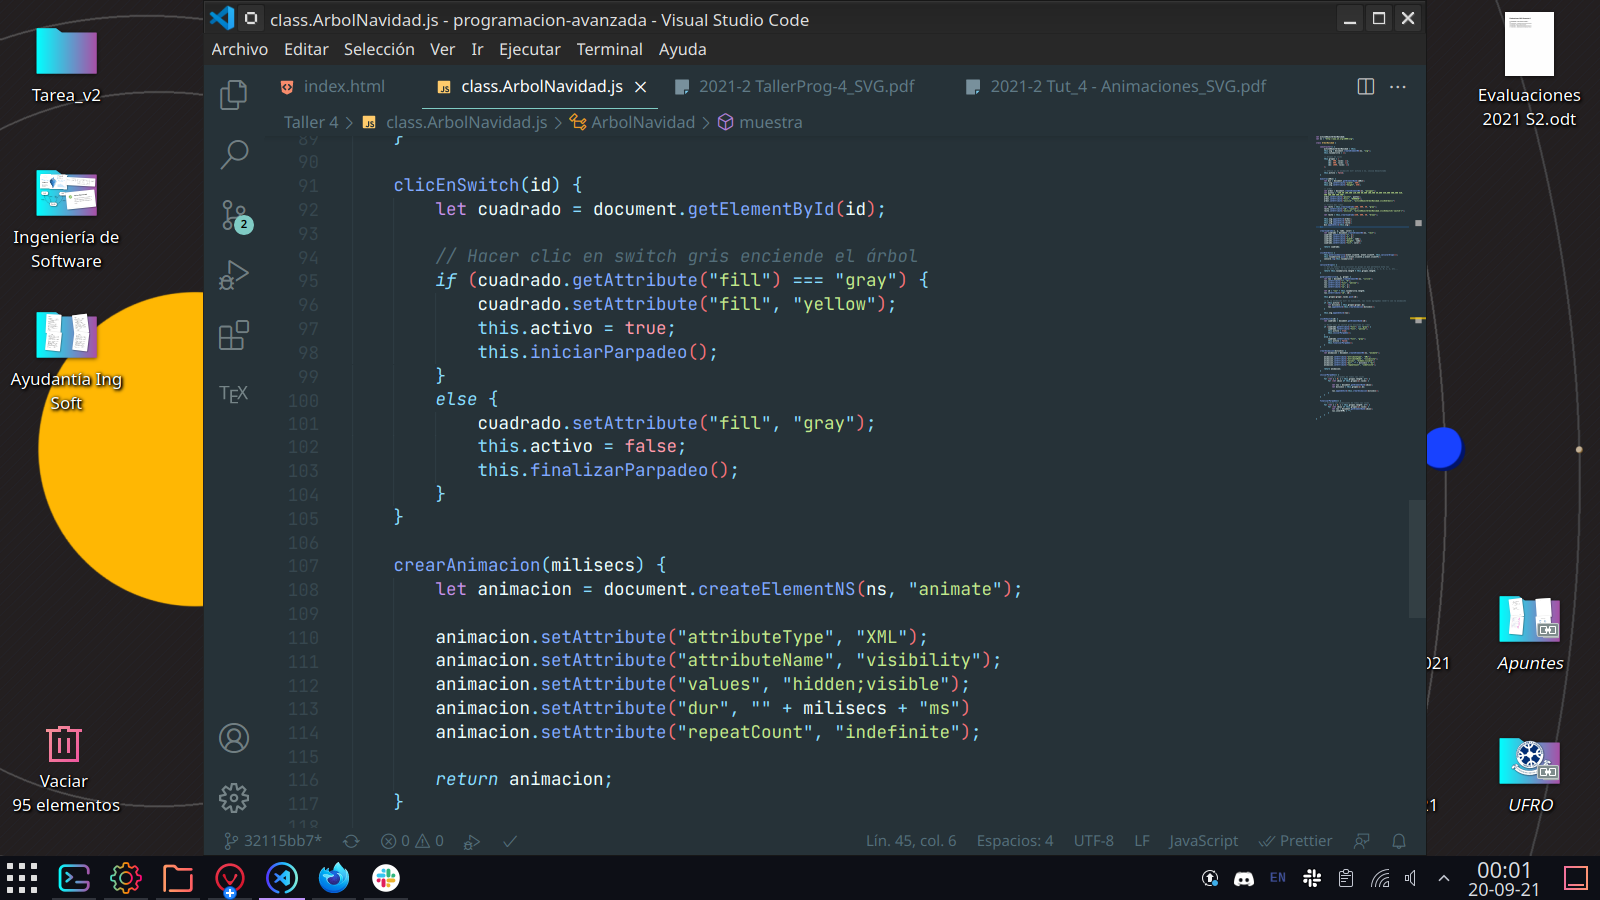 class.ArbolNavidad.js - programacion-avanzada - Visual Studio Code
Archivo Editar Selección Ver Ir Ejecutar Terminal Ayuda
index.html class.ArbolNavidad.js 2021-2 TallerProg-4_SVG.pdf 2021-2 Tut_4 - Animaciones_SVG.pdf
Taller 4 > class.ArbolNavidad.js > ArbolNavidad > muestra
89 }
90
91 clicEnSwitch(id) {
92 let cuadrado = document.getElementById(id);
93
94 // Hacer clic en switch gris enciende el árbol
95 if (cuadrado.getAttribute("fill") === "gray") {
96 cuadrado.setAttribute("fill", "yellow");
97 this.activo = true;
98 this.iniciarParpadeo();
99 }
100 else {
101 cuadrado.setAttribute("fill", "gray");
102 this.activo = false;
103 this.finalizarParpadeo();
104 }
105 }
106
107 crearAnimacion(milisecs) {
108 let animacion = document.createElementNS(ns, "animate");
109
110 animacion.setAttribute("attributeType", "XML");
111 animacion.setAttribute("attributeName", "visibility");
112 animacion.setAttribute("values", "hidden;visible");
113 animacion.setAttribute("dur", "" + milisecs + "ms")
114 animacion.setAttribute("repeatCount", "indefinite");
115
116 return animacion;
117 }
118
2
TEX
32115bb7* 0 0 Lín. 45, col. 6 Espacios: 4 UTF-8 LF JavaScript Prettier
Tarea_v2
Ingeniería de
Software
Ayudantía Ing
Soft
Vaciar
95 elementos
Evaluaciones
2021 S2.odt
021
Apuntes
1
UFRO
EN
00:01
20-09-21